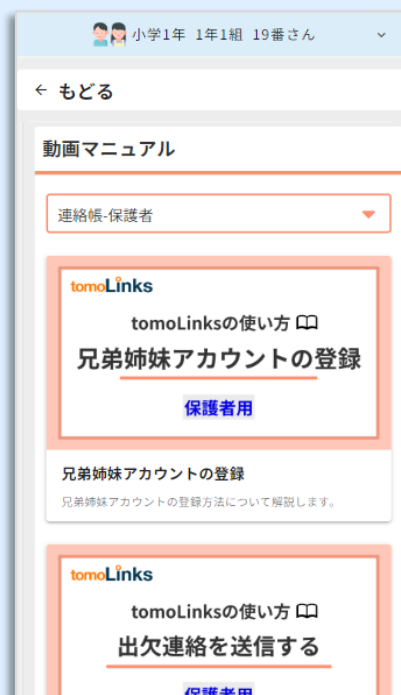 小学1年 1年1組 19番さん
← もどる
動画マニュアル
連絡帳-保護者
tomoLinks
tomoLinksの使い方
兄弟姉妹アカウントの登録
保護者用
兄弟姉妹アカウントの登録
兄弟姉妹アカウントの登録方法について解説します。
tomoLinks
tomoLinksの使い方
出欠連絡を送信する
保護者用